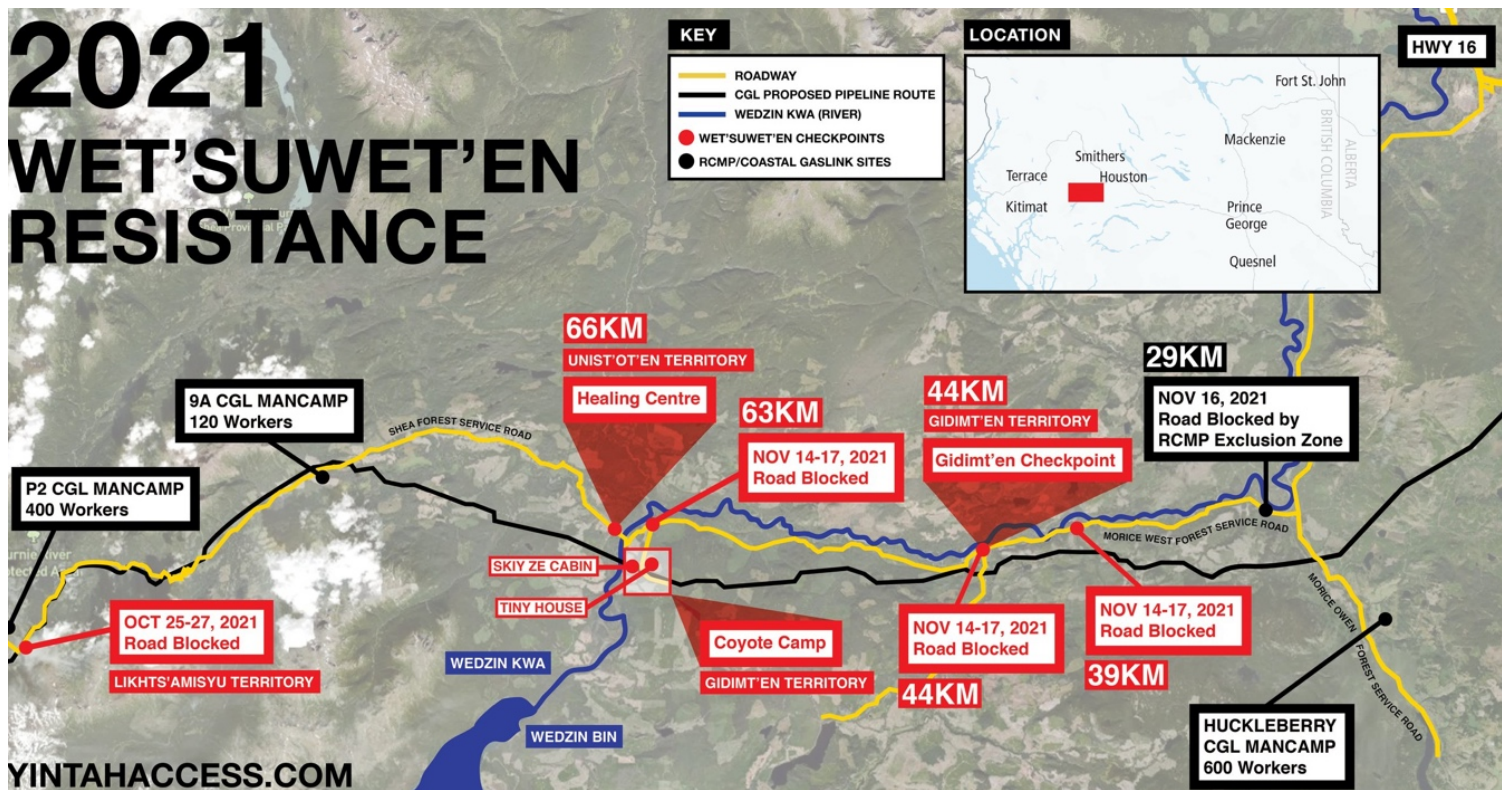 2021
WET'SUWET'EN
RESISTANCE
KEY
ROADWAY
CGL PROPOSED PIPELINE ROUTE
WEDZIN KWA (RIVER)
WET'SUWET'EN CHECKPOINTS
RCMP/COASTAL GASLINK SITES
LOCATION
Fort St. John
Mackenzie
BRITISH COLUMBIA
ALBERTA
Smithers
Terrace
Houston
Kitimat
Prince
George
Quesnel
HWY 16
66KM
UNIST'OT'EN TERRITORY
Healing Centre
63KM
NOV 14-17, 2021
Road Blocked
44KM
GIDIMT'EN TERRITORY
Gidimt'en Checkpoint
29KM
NOV 16, 2021
Road Blocked by
RCMP Exclusion Zone
9A CGL MANCAMP
120 Workers
SHEA FOREST SERVICE ROAD
P2 CGL MANCAMP
400 Workers
MORICE WEST FOREST SERVICE ROAD
SKIY ZE CABIN
TINY HOUSE
OCT 25-27, 2021
Road Blocked
LIKHTS'AMISYU TERRITORY
Coyote Camp
GIDIMT'EN TERRITORY
NOV 14-17, 2021
Road Blocked
44KM
NOV 14-17, 2021
Road Blocked
39KM
MORICE OWEN FOREST SERVICE ROAD
WEDZIN KWA
WEDZIN BIN
HUCKLEBERRY
CGL MANCAMP
600 Workers
YINTAHACCESS.COM